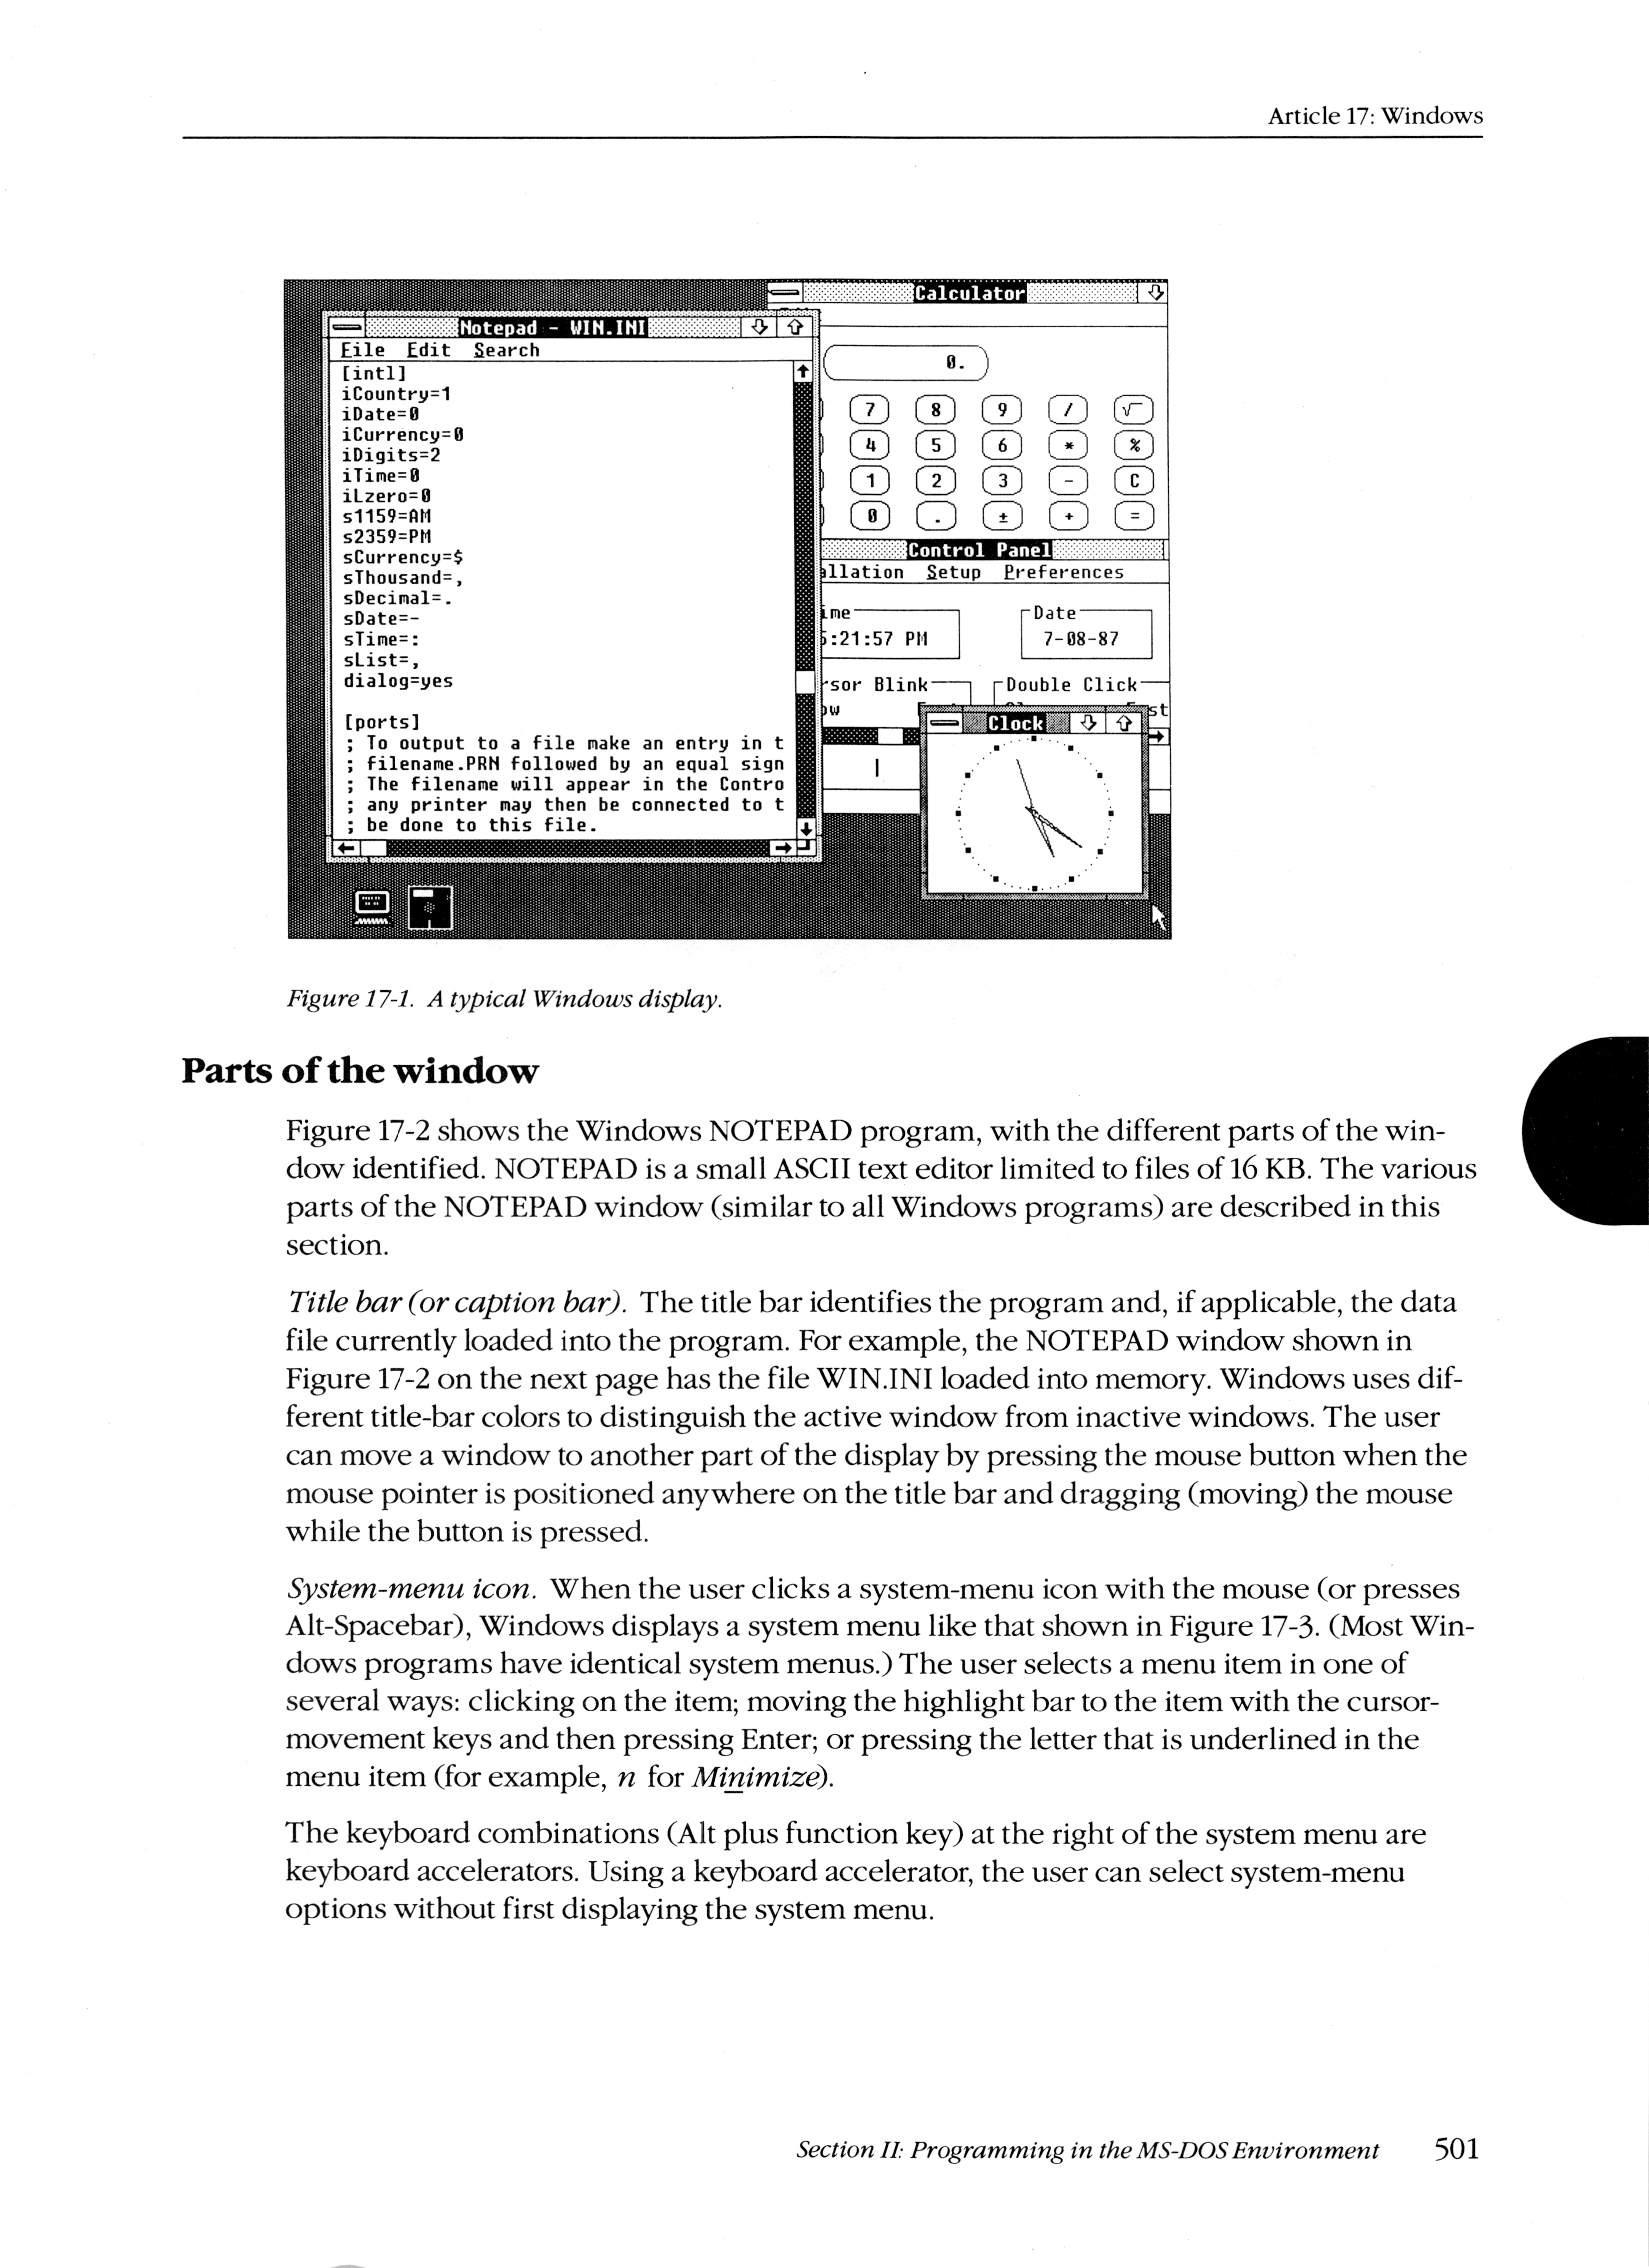 Article 17: Windows
Calculator
Notepad - WIN.INI
File Edit Search
[intl]
iCountry=1
iDate=0
iCurrency=0
iDigits=2
iTime=0
iLzero=0
s1159=AM
s2359=PM
sCurrency=$
sThousand=,
sDecimal=.
sDate=-
sTime=:
sList=,
dialog=yes
[ports]
; To output to a file make an entry in t
; filename.PRN followed by an equal sign
; The filename will appear in the Contro
; any printer may then be connected to t
; be done to this file.
0.
7 8 9 / √
4 5 6 * %
1 2 3 - C
0 . ± + =
Control Panel
allation Setup Preferences
ime Date
5:21:57 PM 7-08-87
rsor Blink Double Click
ow st
Clock
Figure 17-1. A typical Windows display.
Parts of the window
Figure 17-2 shows the Windows NOTEPAD program, with the different parts of the win-
dow identified. NOTEPAD is a small ASCII text editor limited to files of 16 KB. The various
parts of the NOTEPAD window (similar to all Windows programs) are described in this
section.
Title bar (or caption bar). The title bar identifies the program and, if applicable, the data
file currently loaded into the program. For example, the NOTEPAD window shown in
Figure 17-2 on the next page has the file WIN.INI loaded into memory. Windows uses dif-
ferent title-bar colors to distinguish the active window from inactive windows. The user
can move a window to another part of the display by pressing the mouse button when the
mouse pointer is positioned anywhere on the title bar and dragging (moving) the mouse
while the button is pressed.
System-menu icon. When the user clicks a system-menu icon with the mouse (or presses
Alt-Spacebar), Windows displays a system menu like that shown in Figure 17-3. (Most Win-
dows programs have identical system menus.) The user selects a menu item in one of
several ways: clicking on the item; moving the highlight bar to the item with the cursor-
movement keys and then pressing Enter; or pressing the letter that is underlined in the
menu item (for example, n for Minimize).
The keyboard combinations (Alt plus function key) at the right of the system menu are
keyboard accelerators. Using a keyboard accelerator, the user can select system-menu
options without first displaying the system menu.
Section II: Programming in the MS-DOS Environment 501